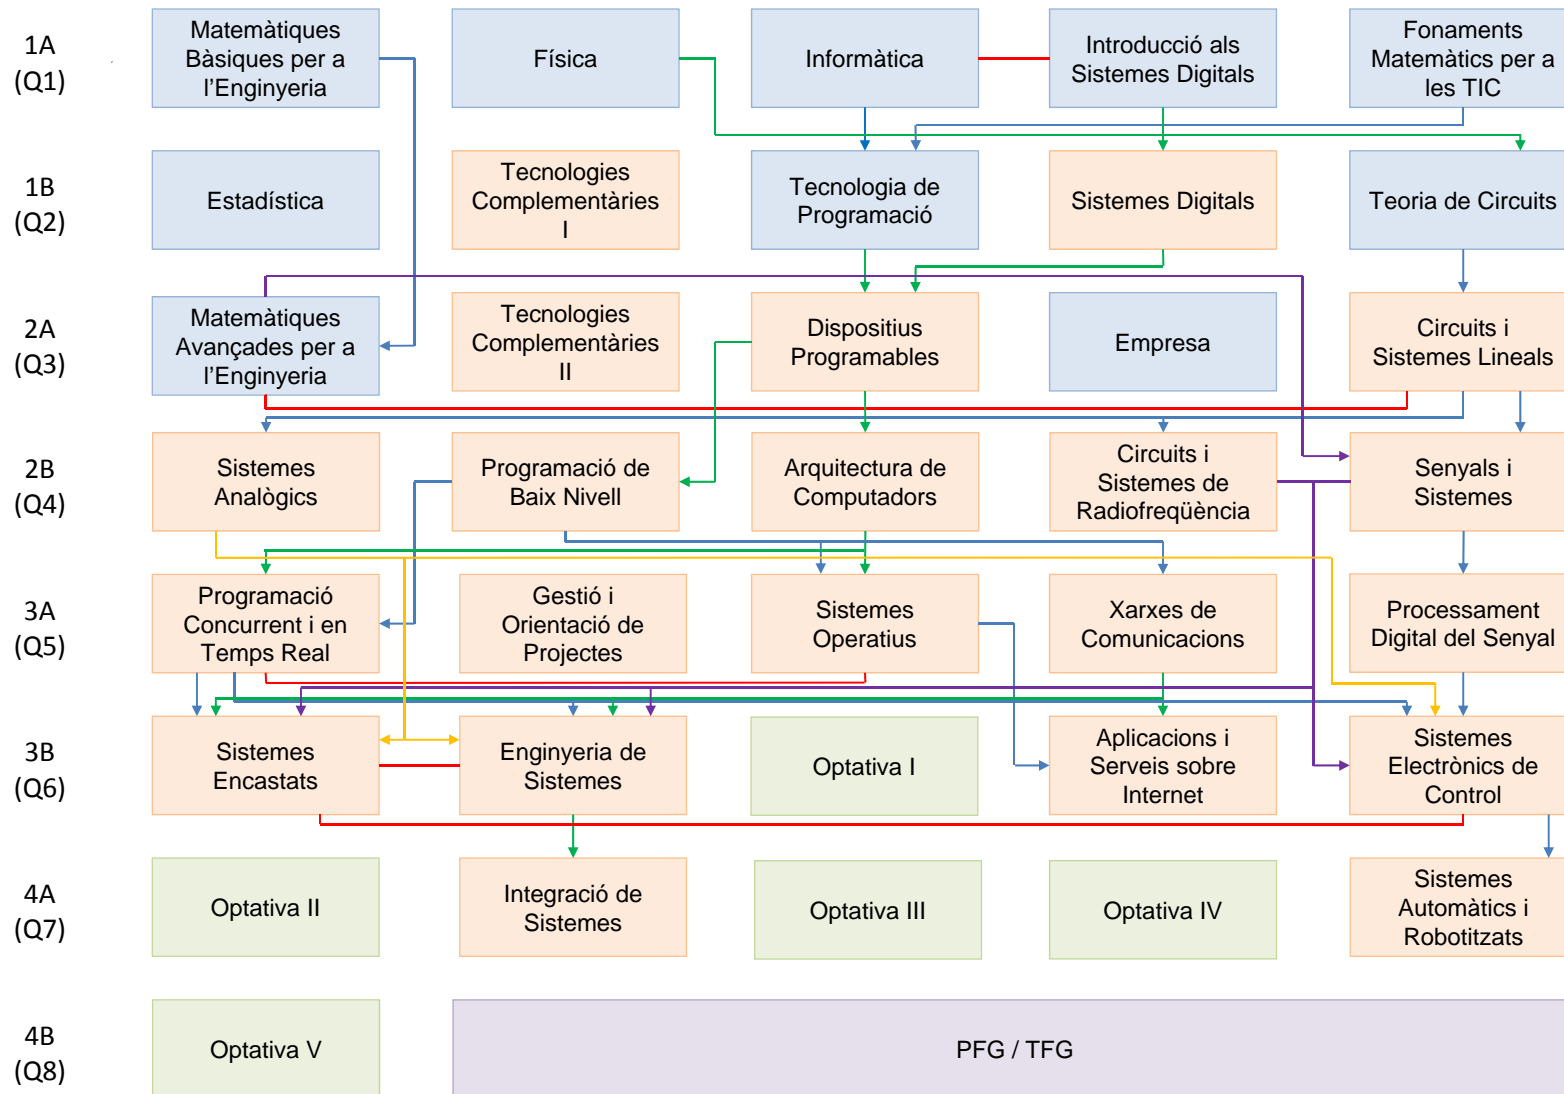 1A
(Q1)
Matemàtiques
Bàsiques per a
l’Enginyeria
Física
Informàtica
Introducció als
Sistemes Digitals
Fonaments
Matemàtics per a
les TIC
1B
(Q2)
Estadística
Tecnologies
Complementàries
I
Tecnologia de
Programació
Sistemes Digitals
Teoria de Circuits
2A
(Q3)
Matemàtiques
Avançades per a
l’Enginyeria
Tecnologies
Complementàries
II
Dispositius
Programables
Empresa
Circuits i
Sistemes Lineals
2B
(Q4)
Sistemes
Analògics
Programació de
Baix Nivell
Arquitectura de
Computadors
Circuits i
Sistemes de
Radiofreqüència
Senyals i
Sistemes
3A
(Q5)
Programació
Concurrent i en
Temps Real
Gestió i
Orientació de
Projectes
Sistemes
Operatius
Xarxes de
Comunicacions
Processament
Digital del Senyal
3B
(Q6)
Sistemes
Encastats
Enginyeria de
Sistemes
Optativa I
Aplicacions i
Serveis sobre
Internet
Sistemes
Electrònics de
Control
4A
(Q7)
Optativa II
Integració de
Sistemes
Optativa III
Optativa IV
Sistemes
Automàtics i
Robotitzats
4B
(Q8)
Optativa V
PFG / TFG